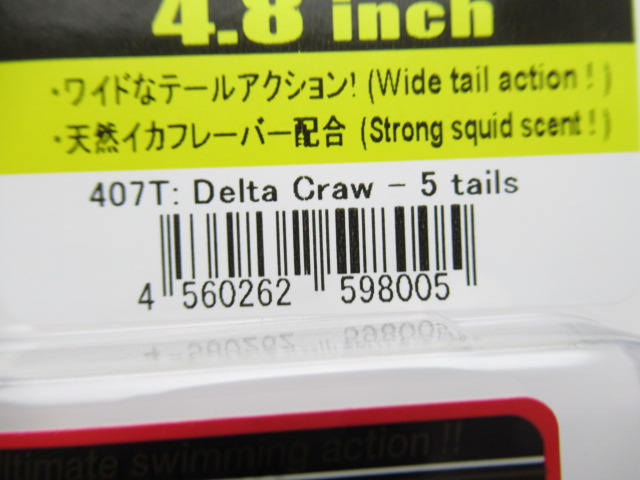 4.8 inch
・ワイドなテールアクション! (Wide tail action!)
・天然イカフレーバー配合 (Strong squid scent!)
407T: Delta Craw - 5 tails
4 560262 598005
ultimate swimming action !!